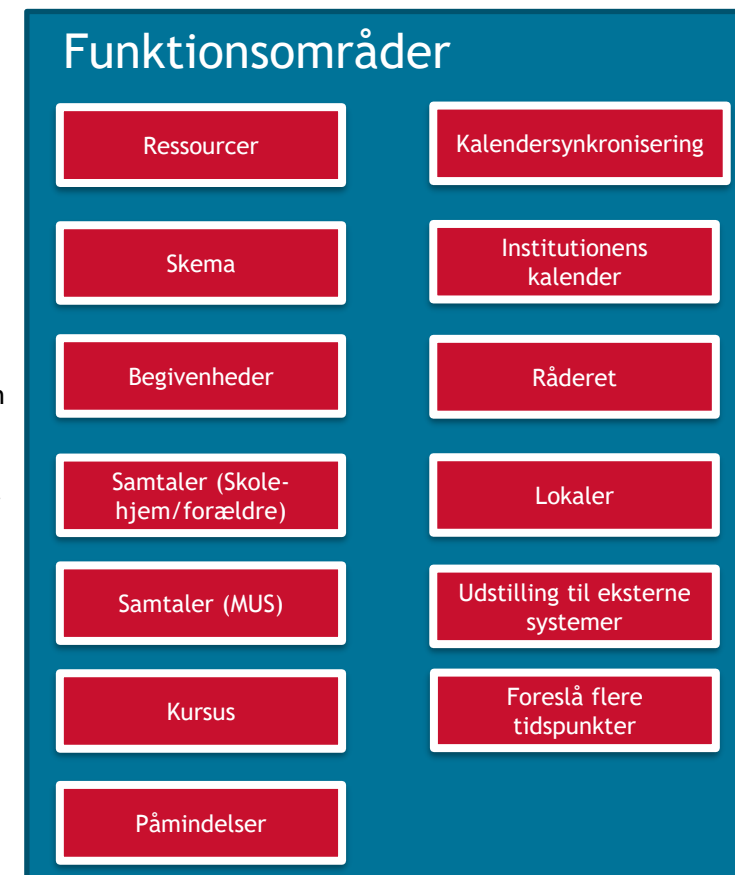 Funktionsområder
Ressourcer
Skema
Begivenheder
Samtaler (Skole-
hjem/forældre)
Samtaler (MUS)
Kursus
Påmindelser
Kalendersynkronisering
Institutionens
kalender
Råderet
Lokaler
Udstilling til eksterne
systemer
Foreslå flere
tidspunkter